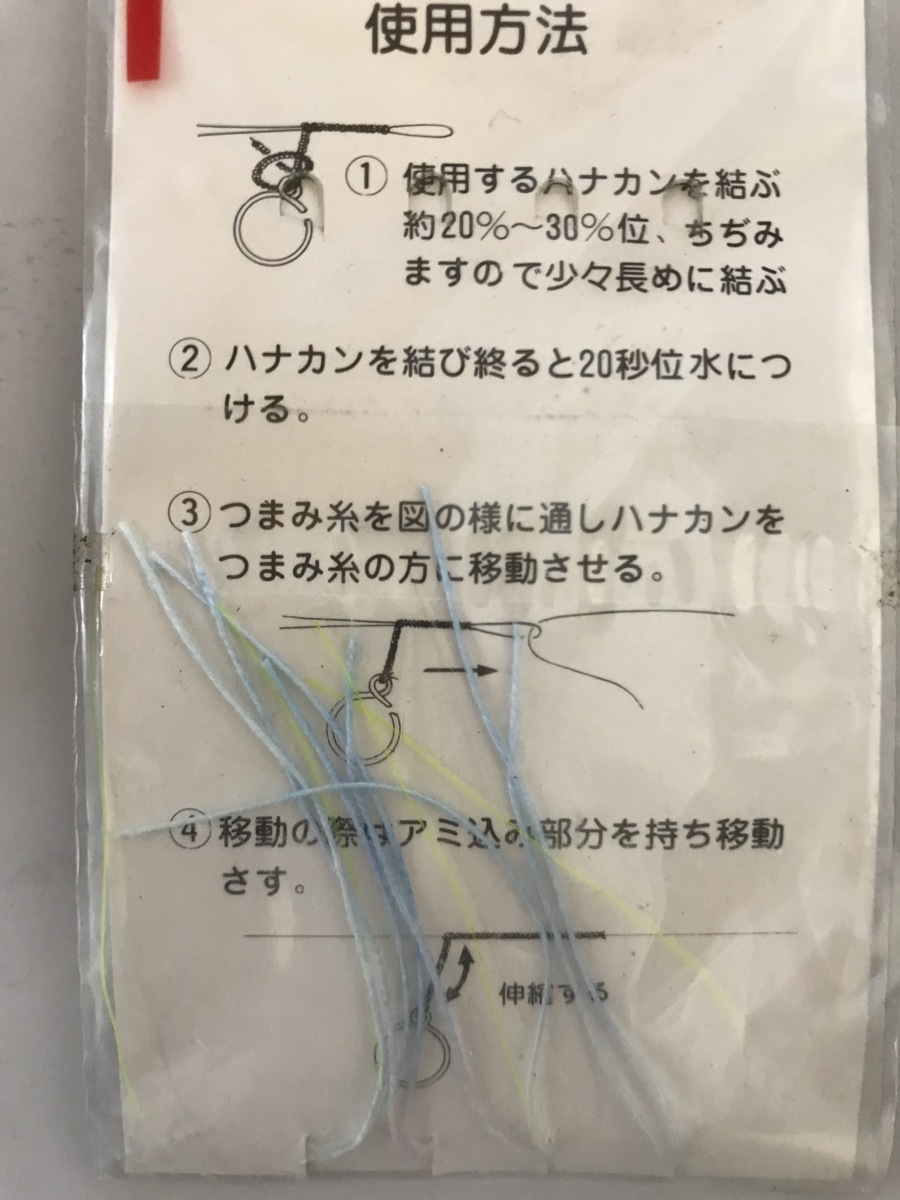 使用方法
① 使用するハナカンを結ぶ
約20%〜30%位、ちぢみ
ますので少々長めに結ぶ
② ハナカンを結び終ると20秒位水につ
ける。
③ つまみ糸を図の様に通しハナカンを
つまみ糸の方に移動させる。
④ 移動の際はアミ込み部分を持ち移動
さす。
伸縮する